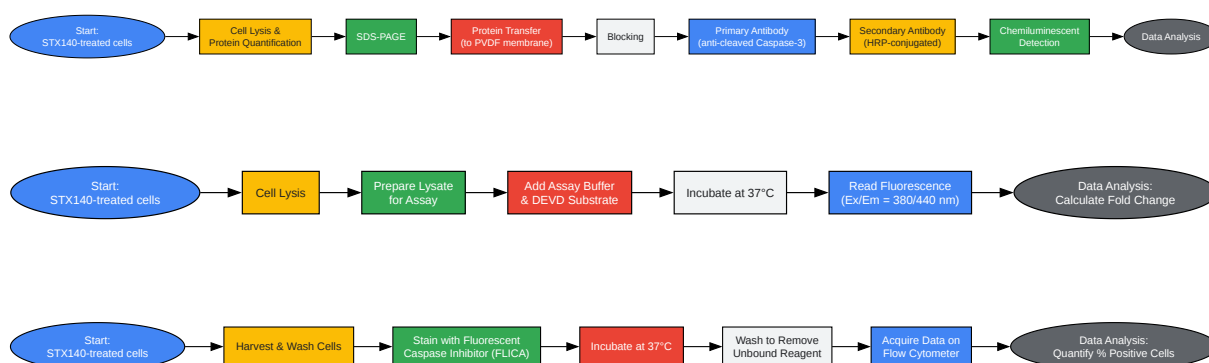 Start:
STX140-treated cells
Cell Lysis &
Protein Quantification
SDS-PAGE
Protein Transfer
(to PVDF membrane)
Blocking
Primary Antibody
(anti-cleaved Caspase-3)
Secondary Antibody
(HRP-conjugated)
Chemiluminescent
Detection
Data Analysis
Start:
STX140-treated cells
Cell Lysis
Prepare Lysate
for Assay
Add Assay Buffer
& DEVD Substrate
Incubate at 37°C
Read Fluorescence
(Ex/Em = 380/440 nm)
Data Analysis:
Calculate Fold Change
Start:
STX140-treated cells
Harvest & Wash Cells
Stain with Fluorescent
Caspase Inhibitor (FLICA)
Incubate at 37°C
Wash to Remove
Unbound Reagent
Acquire Data on
Flow Cytometer
Data Analysis:
Quantify % Positive Cells